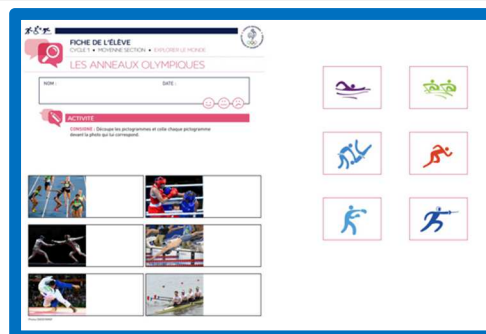 FICHE DE L'ÉLÈVE
CYCLE 1 • MOYENNE SECTION • EXPLORER LE MONDE
LES ANNEAUX OLYMPIQUES
NOM : DATE :
ACTIVITÉ
CONSIGNE : Découpe les pictogrammes et colle chaque pictogramme
devant la photo qui lui correspond.